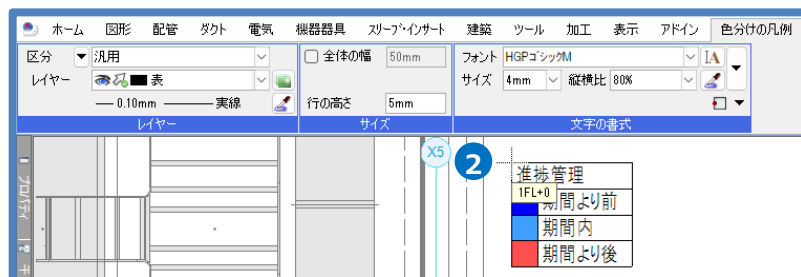 ホーム 図形 配管 ダクト 電気 機器器具 スリーブ・インサート 建築 ツール 加工 表示 アドイン 色分けの凡例
区分 汎用 全体の幅 50mm フォント HGPゴシックM
レイヤー 表 サイズ 4mm 縦横比 80%
0.10mm 実線 行の高さ 5mm
レイヤー サイズ 文字の書式
X5 2
プロパティ
進捗管理
1FL+0
期間より前
期間内
期間より後